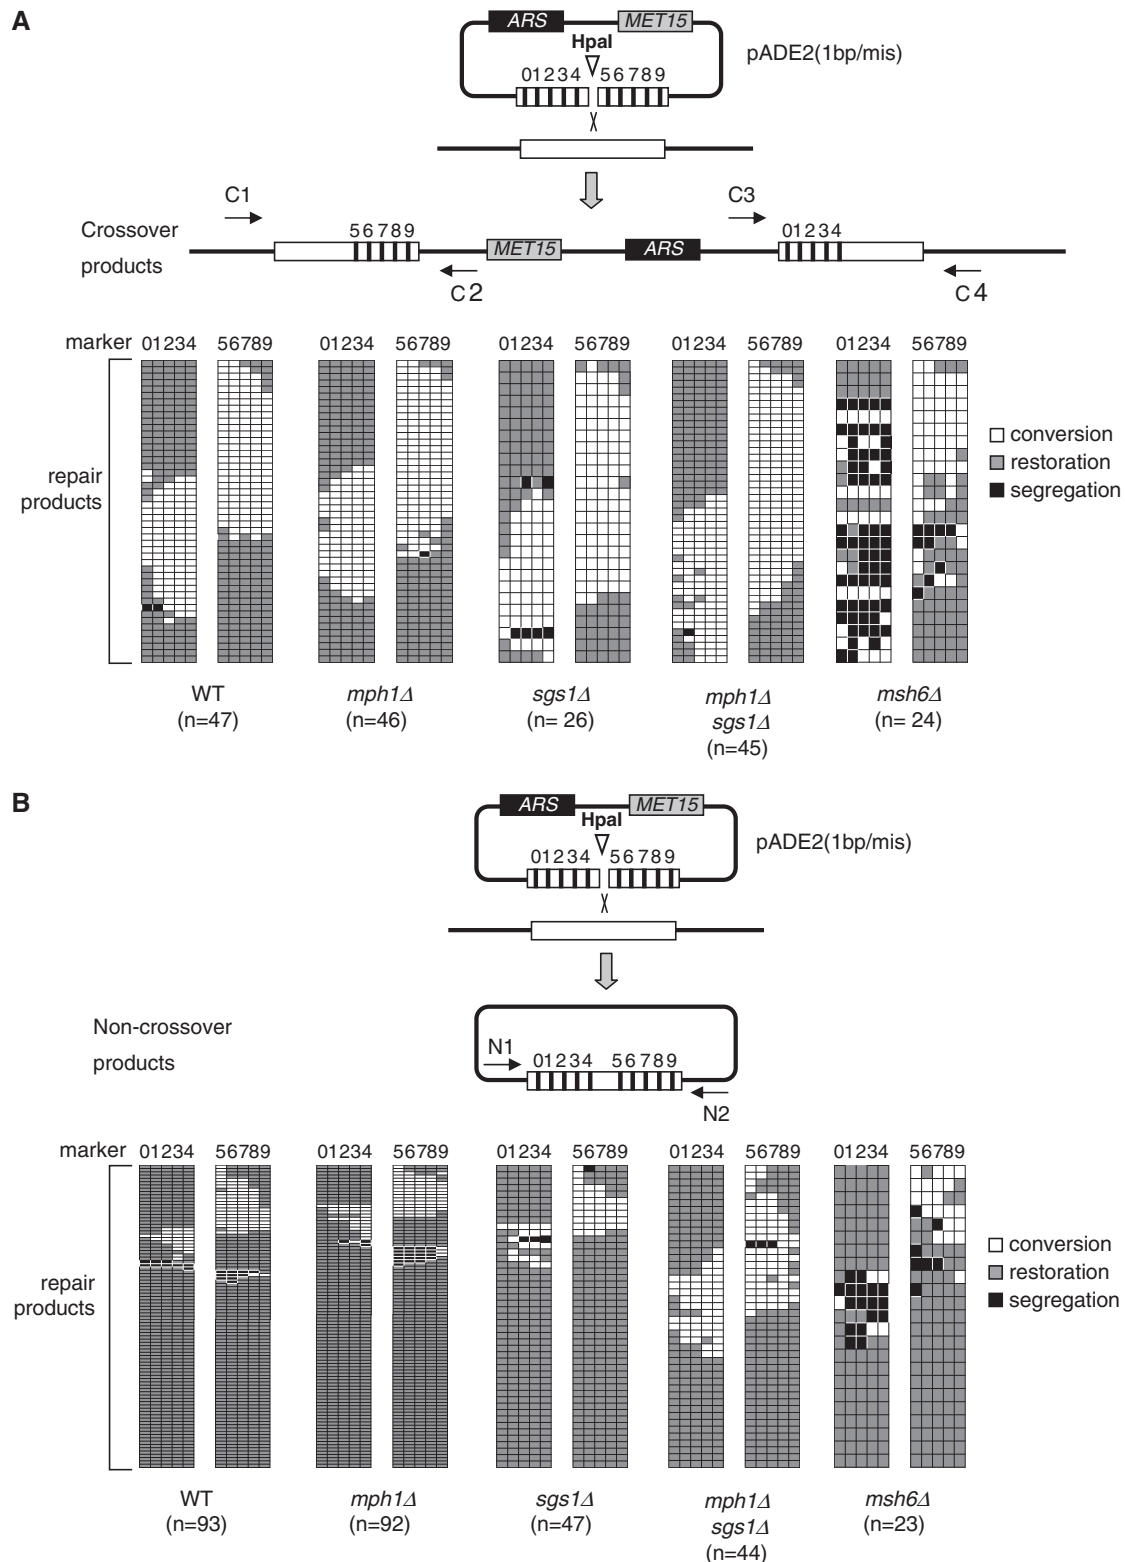 A
ARS MET15
HpaI
pADE2(1bp/mis)
01234 56789
C1 C3
Crossover
products
56789 01234
MET15 ARS
C2 C4
marker 01234 56789 01234 56789 01234 56789 01234 56789 01234 56789
repair
products
conversion
restoration
segregation
WT mph1Δ sgs1Δ mph1Δ msh6Δ
(n=47) (n=46) (n= 26) sgs1Δ (n= 24)
(n=45)
B
ARS MET15
HpaI
pADE2(1bp/mis)
01234 56789
Non-crossover
products
N1 01234 56789
N2
marker 01234 56789 01234 56789 01234 56789 01234 56789 01234 56789
repair
products
conversion
restoration
segregation
WT mph1Δ sgs1Δ mph1Δ msh6Δ
(n=93) (n=92) (n=47) sgs1Δ (n=23)
(n=44)